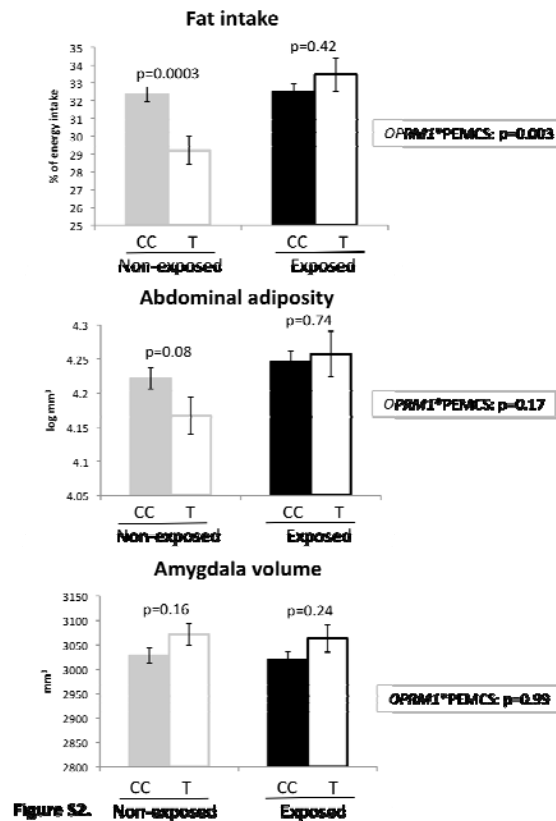 Fat intake
35
34
33
32
31
30
29
28
27
26
25
% of energy intake
p=0.0003
p=0.42
CC T CC T
Non-exposed Exposed
OPRM1*PEMCS: p=0.003
Abdominal adiposity
4.3
4.25
4.2
4.15
4.1
4.05
log mm³
p=0.08
p=0.74
CC T CC T
Non-exposed Exposed
OPRM1*PEMCS: p=0.17
Amygdala volume
3150
3100
3050
3000
2950
2900
2850
2800
mm³
p=0.16
p=0.24
CC T CC T
Non-exposed Exposed
OPRM1*PEMCS: p=0.99
Figure S2.